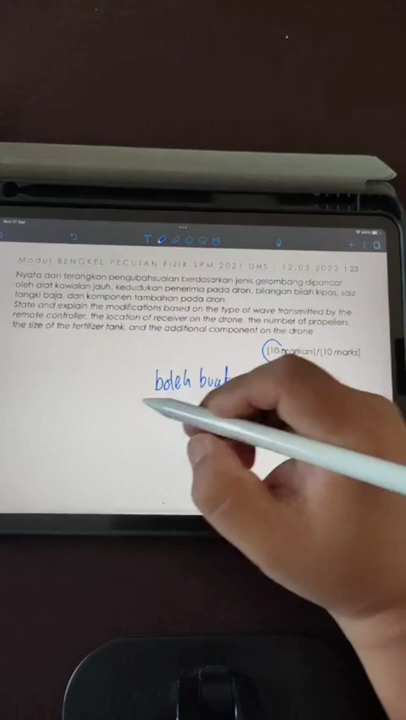 Modul BENGKEL PECUTAN FIZIK SPM 2021 GHS : 12.03.2022 | 23
Nyata dan terangkan pengubahsuaian berdasarkan jenis gelombang dipancar
oleh alat kawalan jauh, kedudukan penerima pada dron, bilangan bilah kipas, saiz
tangki baja, dan komponen tambahan pada dron.
State and explain the modifications based on the type of wave transmitted by the
remote controller, the location of receiver on the drone, the number of propellers,
the size of the fertilizer tank, and the additional component on the drone
[10 markah]/[10 marks]
boleh buat